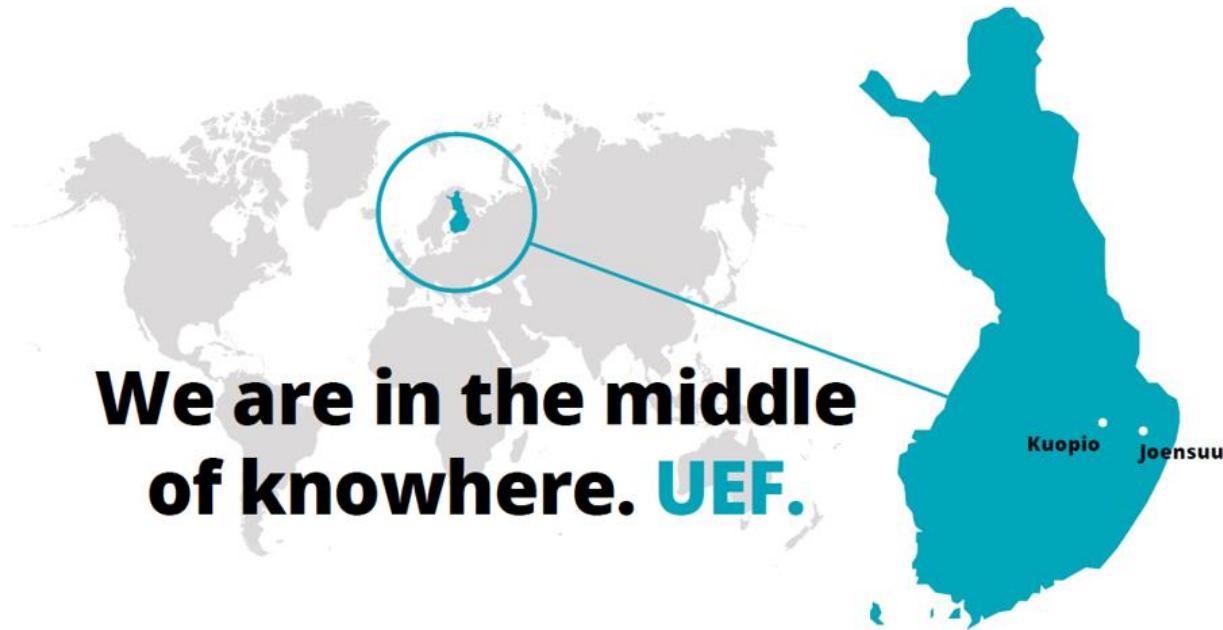 We are in the middle
of knowhere. UEF.
Kuopio
Joensuu